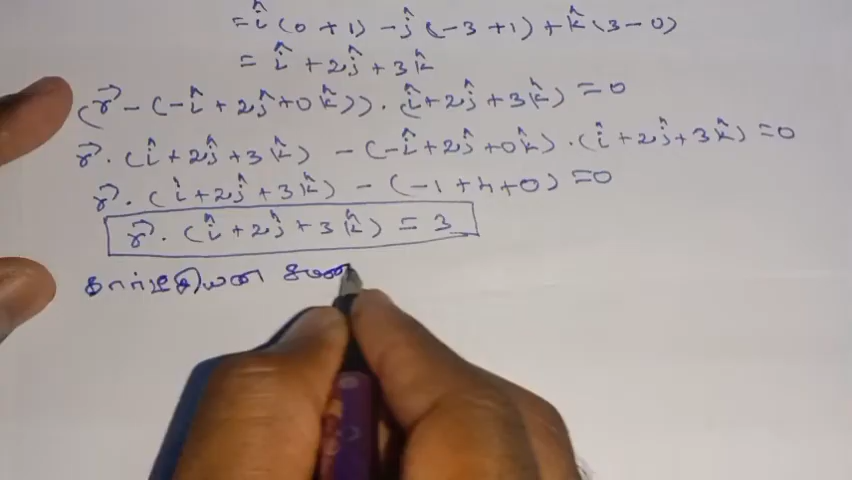 = î (0 + 1) - ĵ (-3 + 1) + k̂ (3 - 0)
= î + 2ĵ + 3k̂
(r⃗ - (-î + 2ĵ + 0k̂)) . (î + 2ĵ + 3k̂) = 0
r⃗ . (î + 2ĵ + 3k̂) - (-î + 2ĵ + 0k̂) . (î + 2ĵ + 3k̂) = 0
r⃗ . (î + 2ĵ + 3k̂) - (-1 + 4 + 0) = 0
r⃗ . (î + 2ĵ + 3k̂) = 3
கார்டீசியன் சமன்